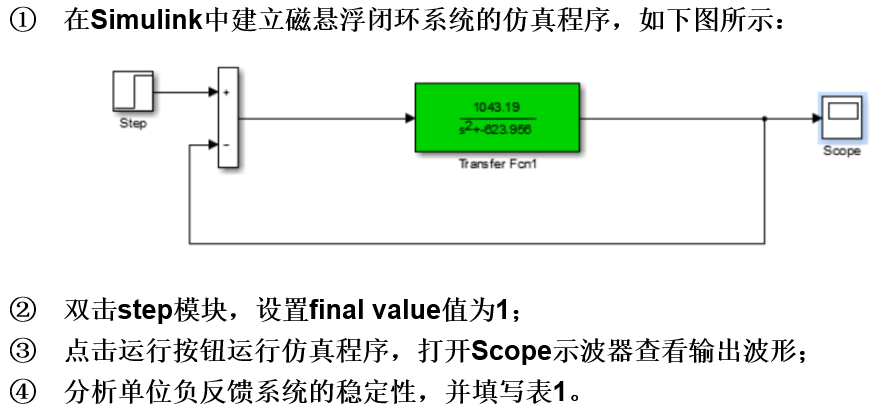 ① 在Simulink中建立磁悬浮闭环系统的仿真程序，如下图所示：
Step
+
−
1043.19
s²+-623.956
Transfer Fcn1
Scope
② 双击step模块，设置final value值为1；
③ 点击运行按钮运行仿真程序，打开Scope示波器查看输出波形；
④ 分析单位负反馈系统的稳定性，并填写表1。